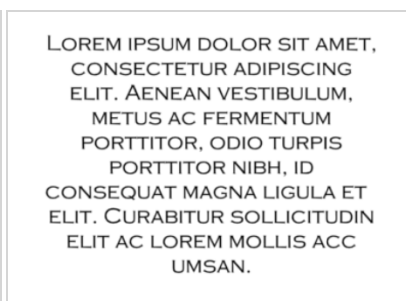 Lorem ipsum dolor sit amet,
consectetur adipiscing
elit. Aenean vestibulum,
metus ac fermentum
porttitor, odio turpis
porttitor nibh, id
consequat magna ligula et
elit. Curabitur sollicitudin
elit ac lorem mollis acc
umsan.